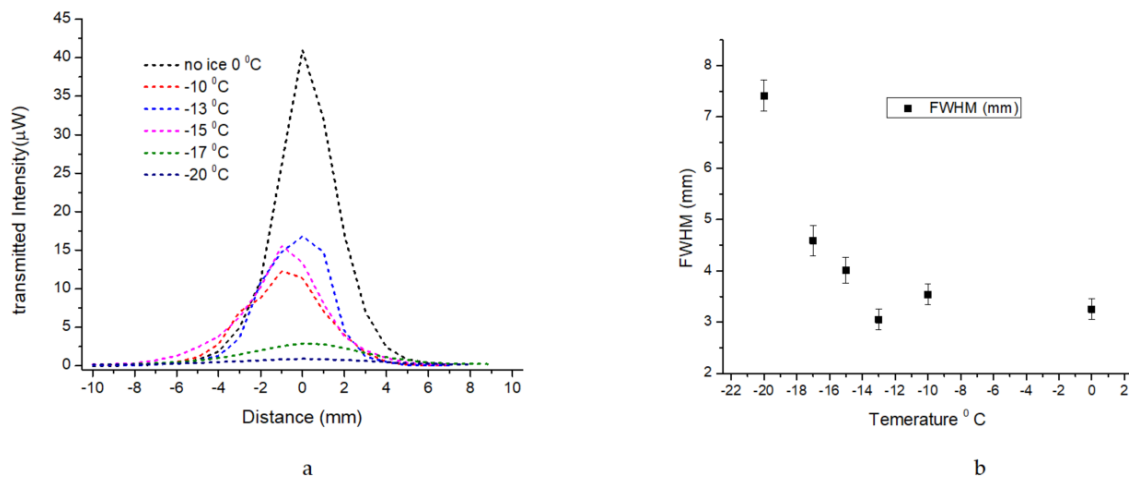 45
40
35
30
25
20
15
10
5
0
transmitted Intensity(μW)
no ice 0 ⁰C
-10 ⁰C
-13 ⁰C
-15 ⁰C
-17 ⁰C
-20 ⁰C
-10 -8 -6 -4 -2 0 2 4 6 8 10
Distance (mm)
a
8
7
6
5
4
3
2
FWHM (mm)
FWHM (mm)
-22 -20 -18 -16 -14 -12 -10 -8 -6 -4 -2 0 2
Temerature ⁰ C
b